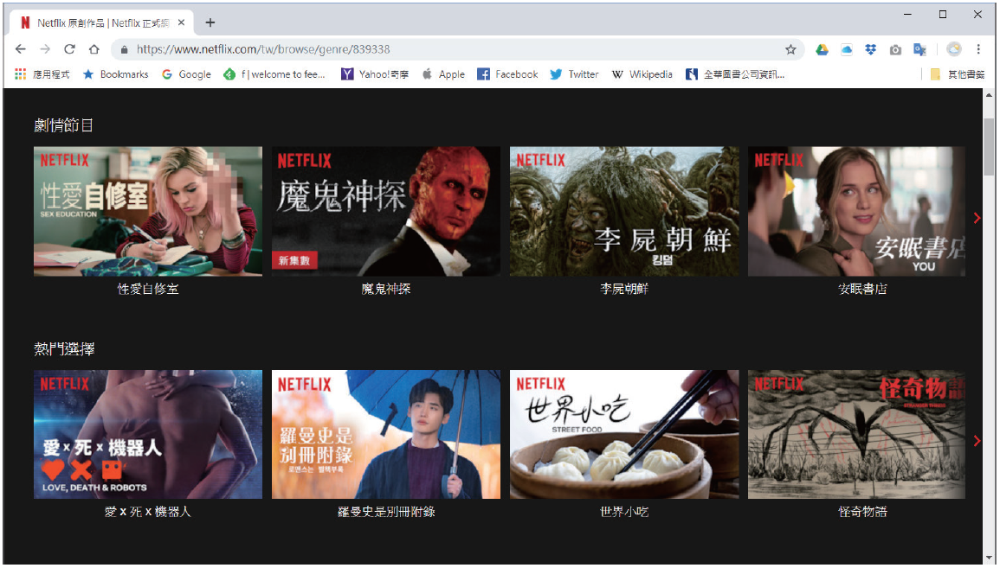 Netflix 原創作品 | Netflix 正式網
https://www.netflix.com/tw/browse/genre/839338
應用程式 Bookmarks Google f | welcome to fee... Yahoo!奇摩 Apple Facebook Twitter Wikipedia 全華圖書公司資訊... 其他書籤
劇情節目
NETFLIX
性愛自修室
SEX EDUCATION
NETFLIX
魔鬼神探
新集數
NETFLIX
李屍朝鮮
킹덤
NETFLIX
安眠書店
YOU
性愛自修室 魔鬼神探 李屍朝鮮 安眠書店
熱門選擇
NETFLIX
愛 x 死 x 機器人
LOVE, DEATH & ROBOTS
NETFLIX
羅曼史是
別冊附錄
로맨스는 별책부록
NETFLIX
世界小吃
STREET FOOD
NETFLIX
怪奇物語
STRANGER THINGS
愛 x 死 x 機器人 羅曼史是別冊附錄 世界小吃 怪奇物語